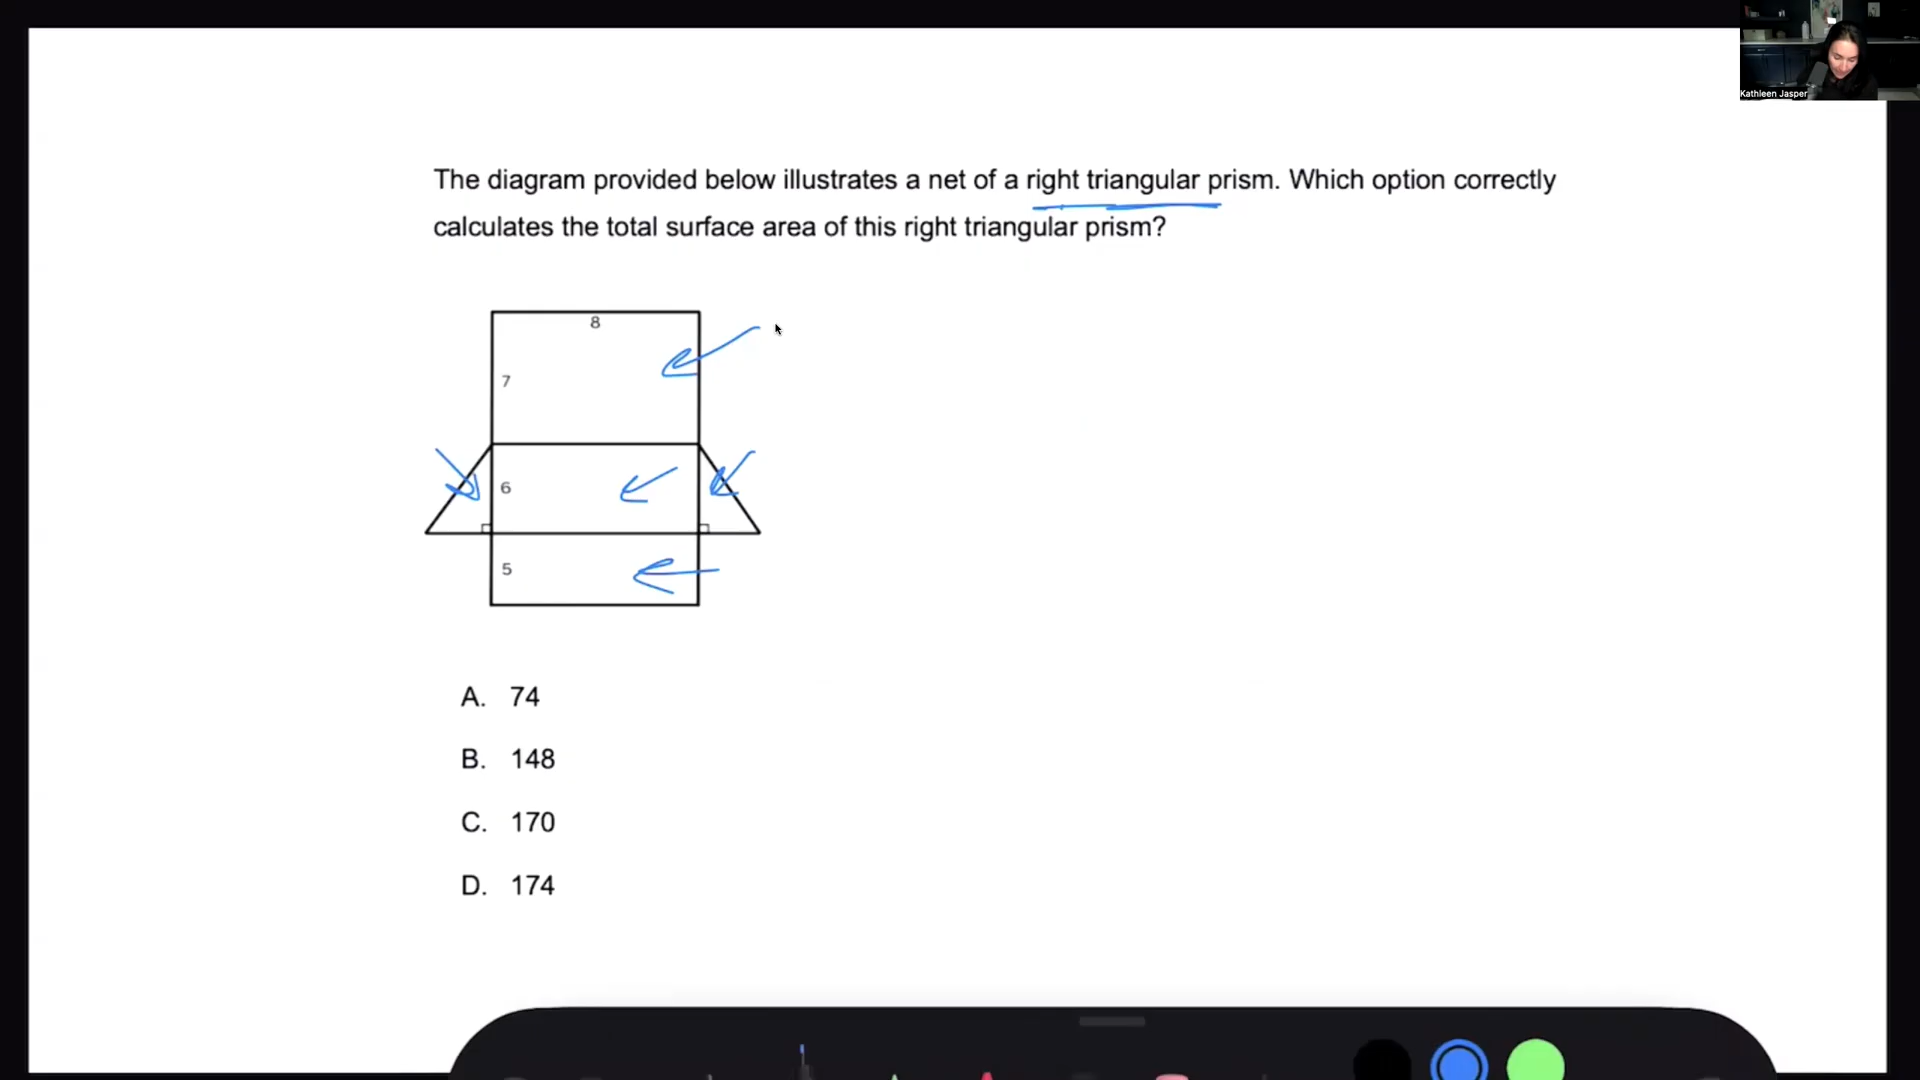 Kathleen Jasper
The diagram provided below illustrates a net of a right triangular prism. Which option correctly
calculates the total surface area of this right triangular prism?
8
7
6
5
A. 74
B. 148
C. 170
D. 174